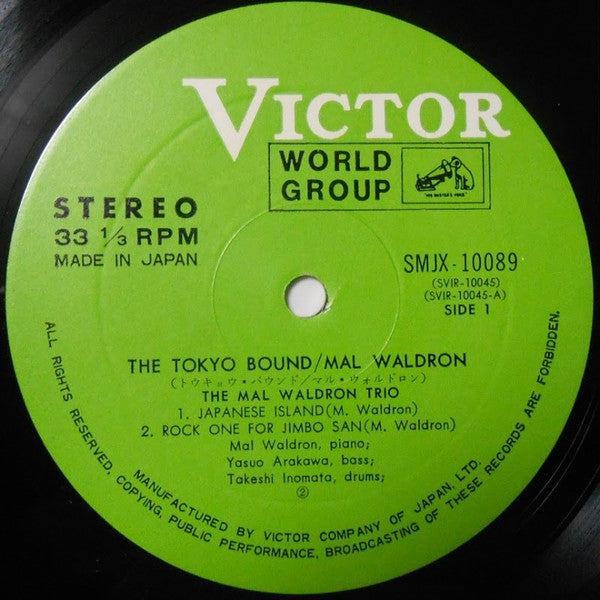 VICTOR
WORLD
GROUP
"HIS MASTER'S VOICE"
STEREO
33 1/3 RPM
MADE IN JAPAN
SMJX-10089
(SVIR-10045)
(SVIR-10045-A)
SIDE 1
THE TOKYO BOUND/MAL WALDRON
(トウキョウ・バウンド/マル・ウォルドロン)
THE MAL WALDRON TRIO
1. JAPANESE ISLAND(M. Waldron)
2. ROCK ONE FOR JIMBO SAN(M. Waldron)
Mal Waldron, piano;
Yasuo Arakawa, bass;
Takeshi Inomata, drums;
②
MANUFACTURED BY VICTOR COMPANY OF JAPAN, LTD.
ALL RIGHTS RESERVED, COPYING, PUBLIC PERFORMANCE, BROADCASTING OF THESE RECORDS ARE FORBIDDEN.